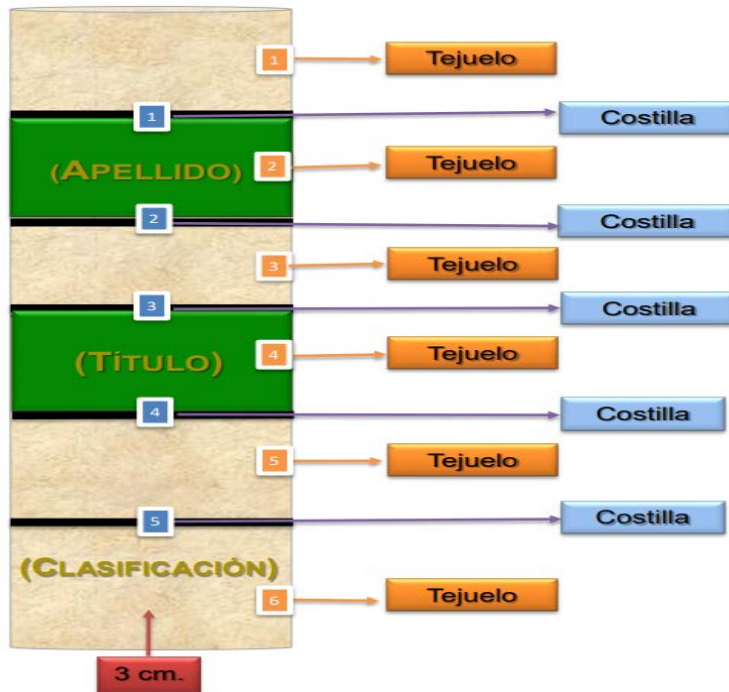 1 Tejuelo
1 Costilla
(APELLIDO) 2 Tejuelo
2 Costilla
3 Tejuelo
3 Costilla
(TÍTULO) 4 Tejuelo
4 Costilla
5 Tejuelo
5 Costilla
(CLASIFICACIÓN)
6 Tejuelo
3 cm.